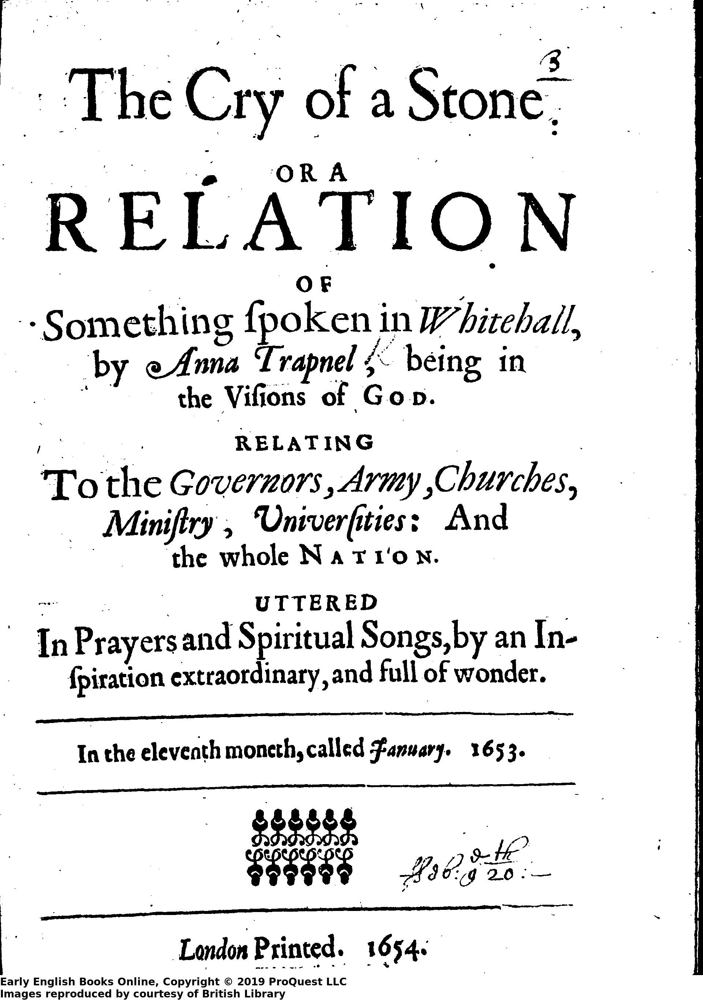 3
The Cry of a Stone:
OR A
RELATION
OF
Something ſpoken in Whitehall,
by Anna Trapnel, being in
the Viſions of GOD.
RELATING
To the Governors, Army, Churches,
Miniſtry, Univerſities: And
the whole NATION.
UTTERED
In Prayers and Spiritual Songs, by an In-
ſpiration extraordinary, and full of wonder.
In the eleventh moneth, called January. 1653.
th
20:
London Printed. 1654.
Early English Books Online, Copyright © 2019 ProQuest LLC
Images reproduced by courtesy of British Library